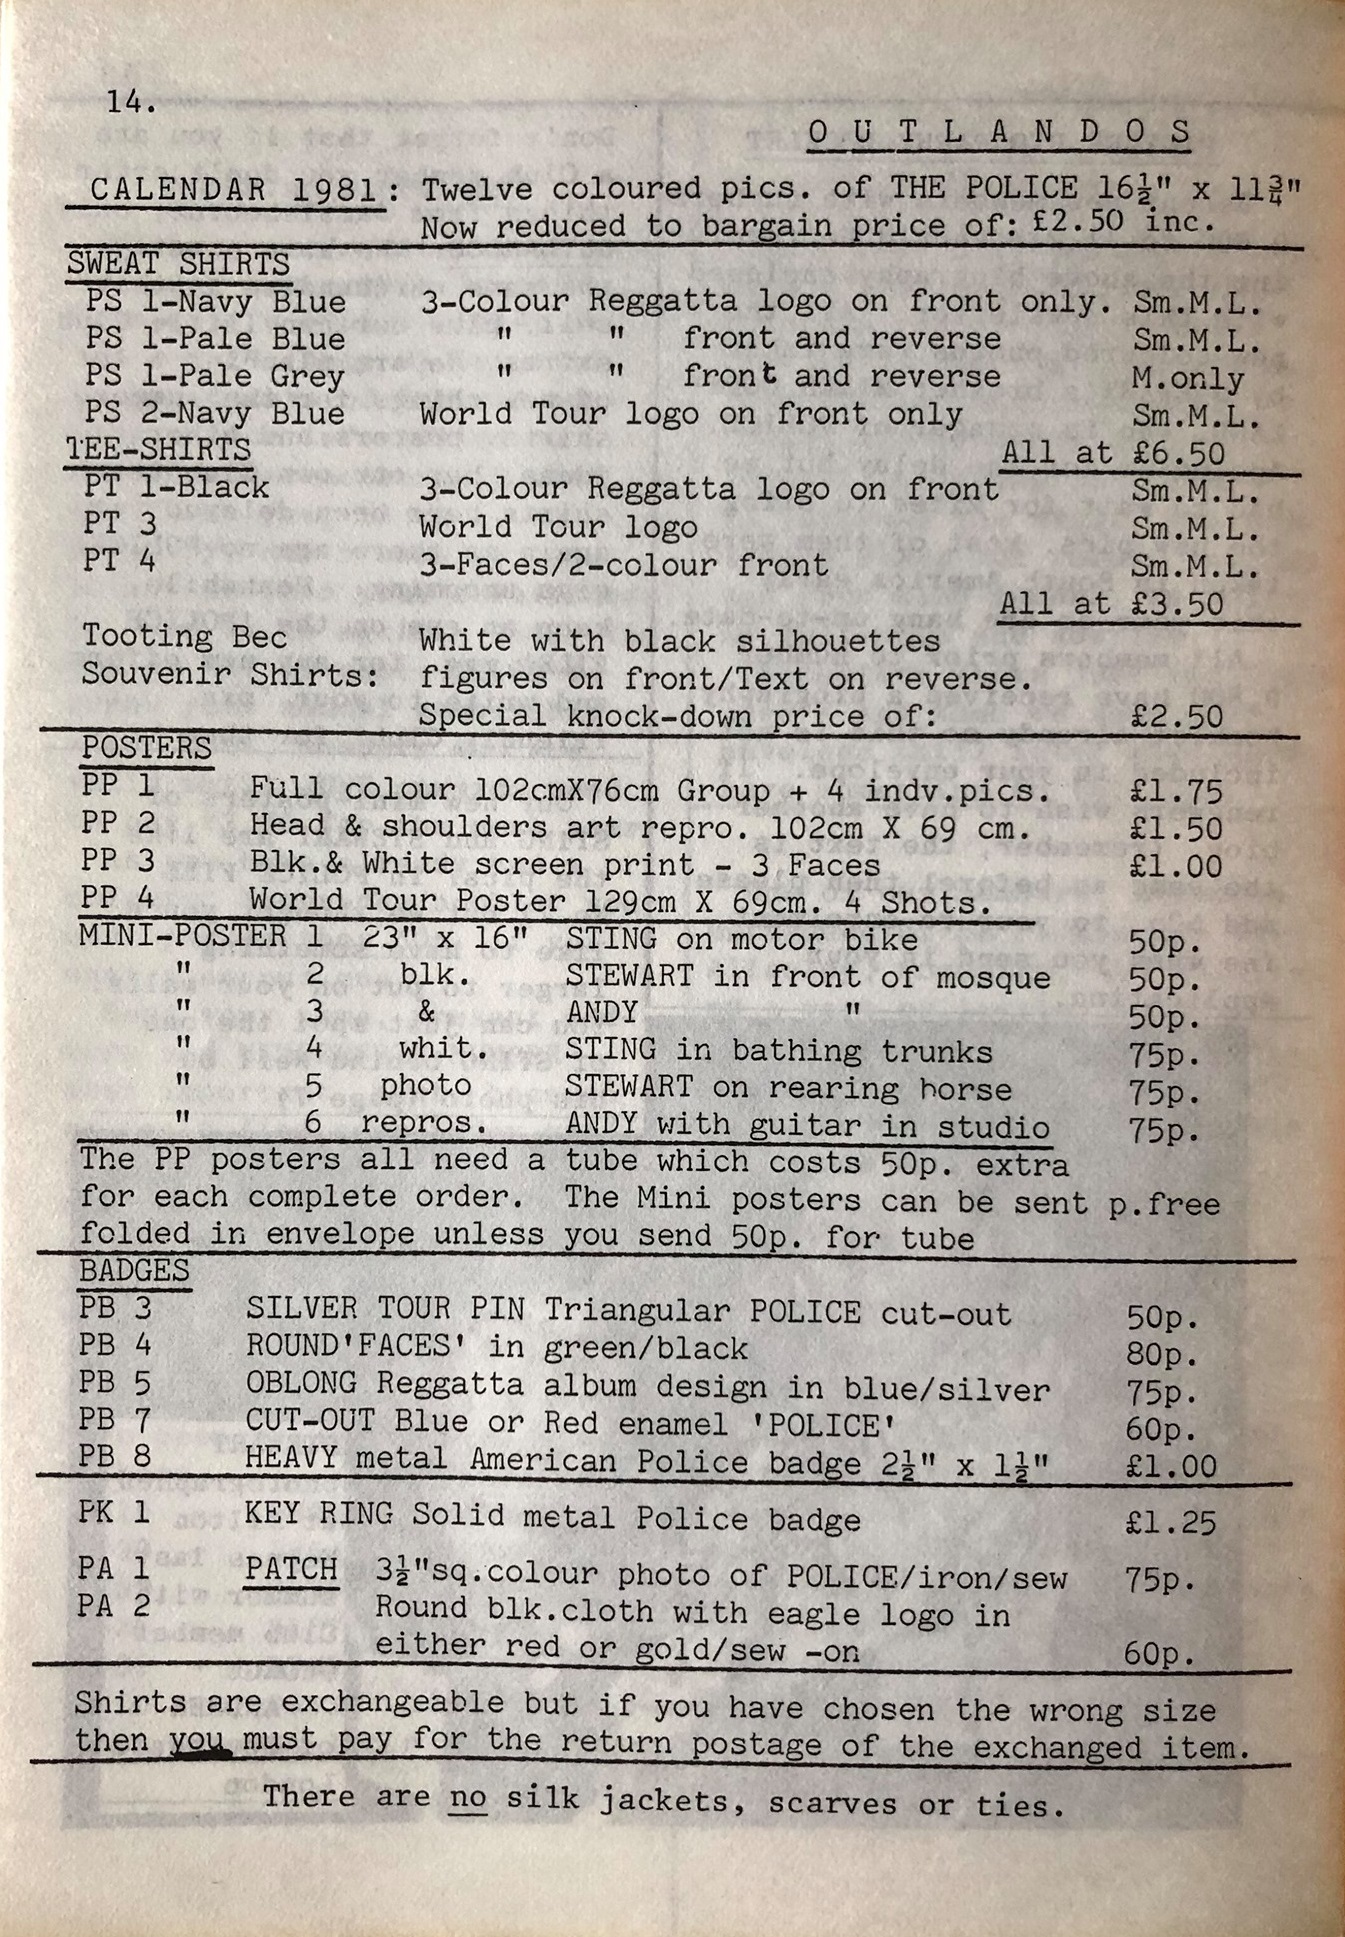 14.
O U T L A N D O S
CALENDAR 1981: Twelve coloured pics. of THE POLICE 16½" x 11¾"
Now reduced to bargain price of: £2.50 inc.
SWEAT SHIRTS
PS 1-Navy Blue 3-Colour Reggatta logo on front only. Sm.M.L.
PS 1-Pale Blue " " front and reverse Sm.M.L.
PS 1-Pale Grey " " front and reverse M.only
PS 2-Navy Blue World Tour logo on front only Sm.M.L.
TEE-SHIRTS All at £6.50
PT 1-Black 3-Colour Reggatta logo on front Sm.M.L.
PT 3 World Tour logo Sm.M.L.
PT 4 3-Faces/2-colour front Sm.M.L.
All at £3.50
Tooting Bec White with black silhouettes
Souvenir Shirts: figures on front/Text on reverse.
Special knock-down price of: £2.50
POSTERS
PP 1 Full colour 102cmX76cm Group + 4 indv.pics. £1.75
PP 2 Head & shoulders art repro. 102cm X 69 cm. £1.50
PP 3 Blk.& White screen print - 3 Faces £1.00
PP 4 World Tour Poster 129cm X 69cm. 4 Shots.
MINI-POSTER 1 23" x 16" STING on motor bike 50p.
" 2 blk. STEWART in front of mosque 50p.
" 3 & ANDY " 50p.
" 4 whit. STING in bathing trunks 75p.
" 5 photo STEWART on rearing horse 75p.
" 6 repros. ANDY with guitar in studio 75p.
The PP posters all need a tube which costs 50p. extra
for each complete order. The Mini posters can be sent p.free
folded in envelope unless you send 50p. for tube
BADGES
PB 3 SILVER TOUR PIN Triangular POLICE cut-out 50p.
PB 4 ROUND'FACES' in green/black 80p.
PB 5 OBLONG Reggatta album design in blue/silver 75p.
PB 7 CUT-OUT Blue or Red enamel 'POLICE' 60p.
PB 8 HEAVY metal American Police badge 2½" x 1½" £1.00
PK 1 KEY RING Solid metal Police badge £1.25
PA 1 PATCH 3½"sq.colour photo of POLICE/iron/sew 75p.
PA 2 Round blk.cloth with eagle logo in
either red or gold/sew -on 60p.
Shirts are exchangeable but if you have chosen the wrong size
then you must pay for the return postage of the exchanged item.
There are no silk jackets, scarves or ties.